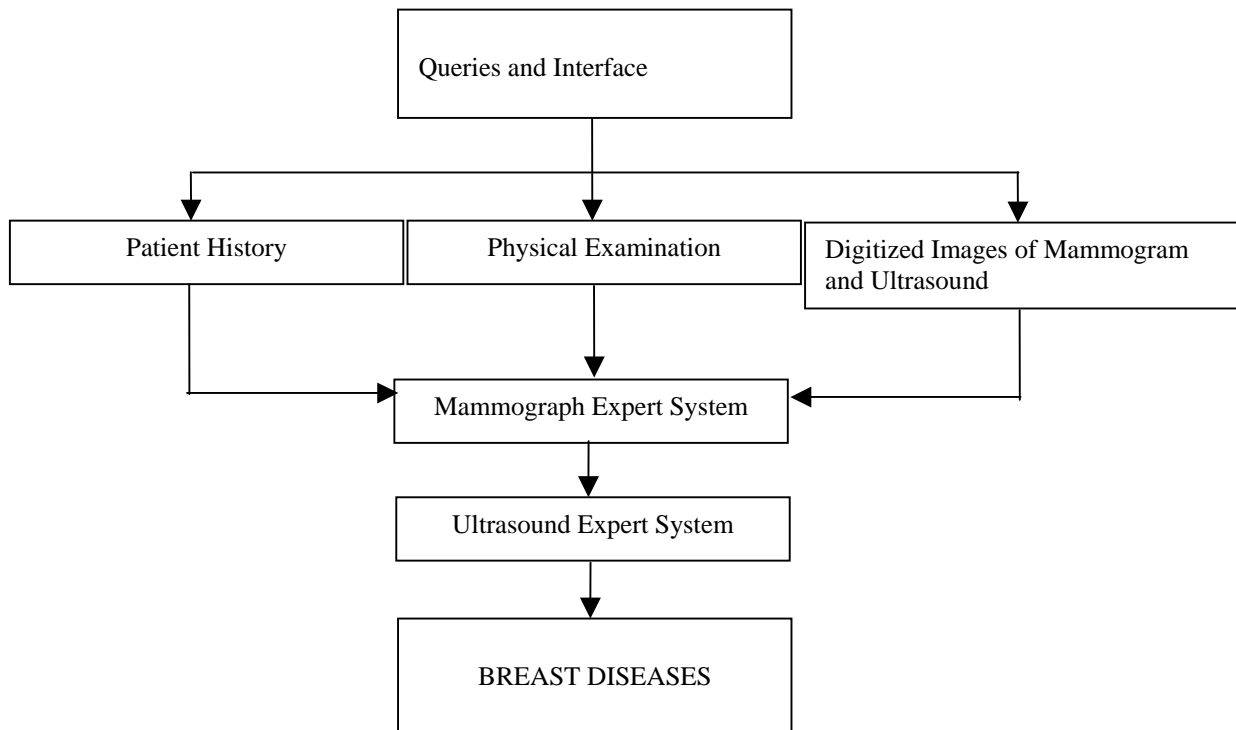 Queries and Interface
Patient History
Physical Examination
Digitized Images of Mammogram
and Ultrasound
Mammograph Expert System
Ultrasound Expert System
BREAST DISEASES